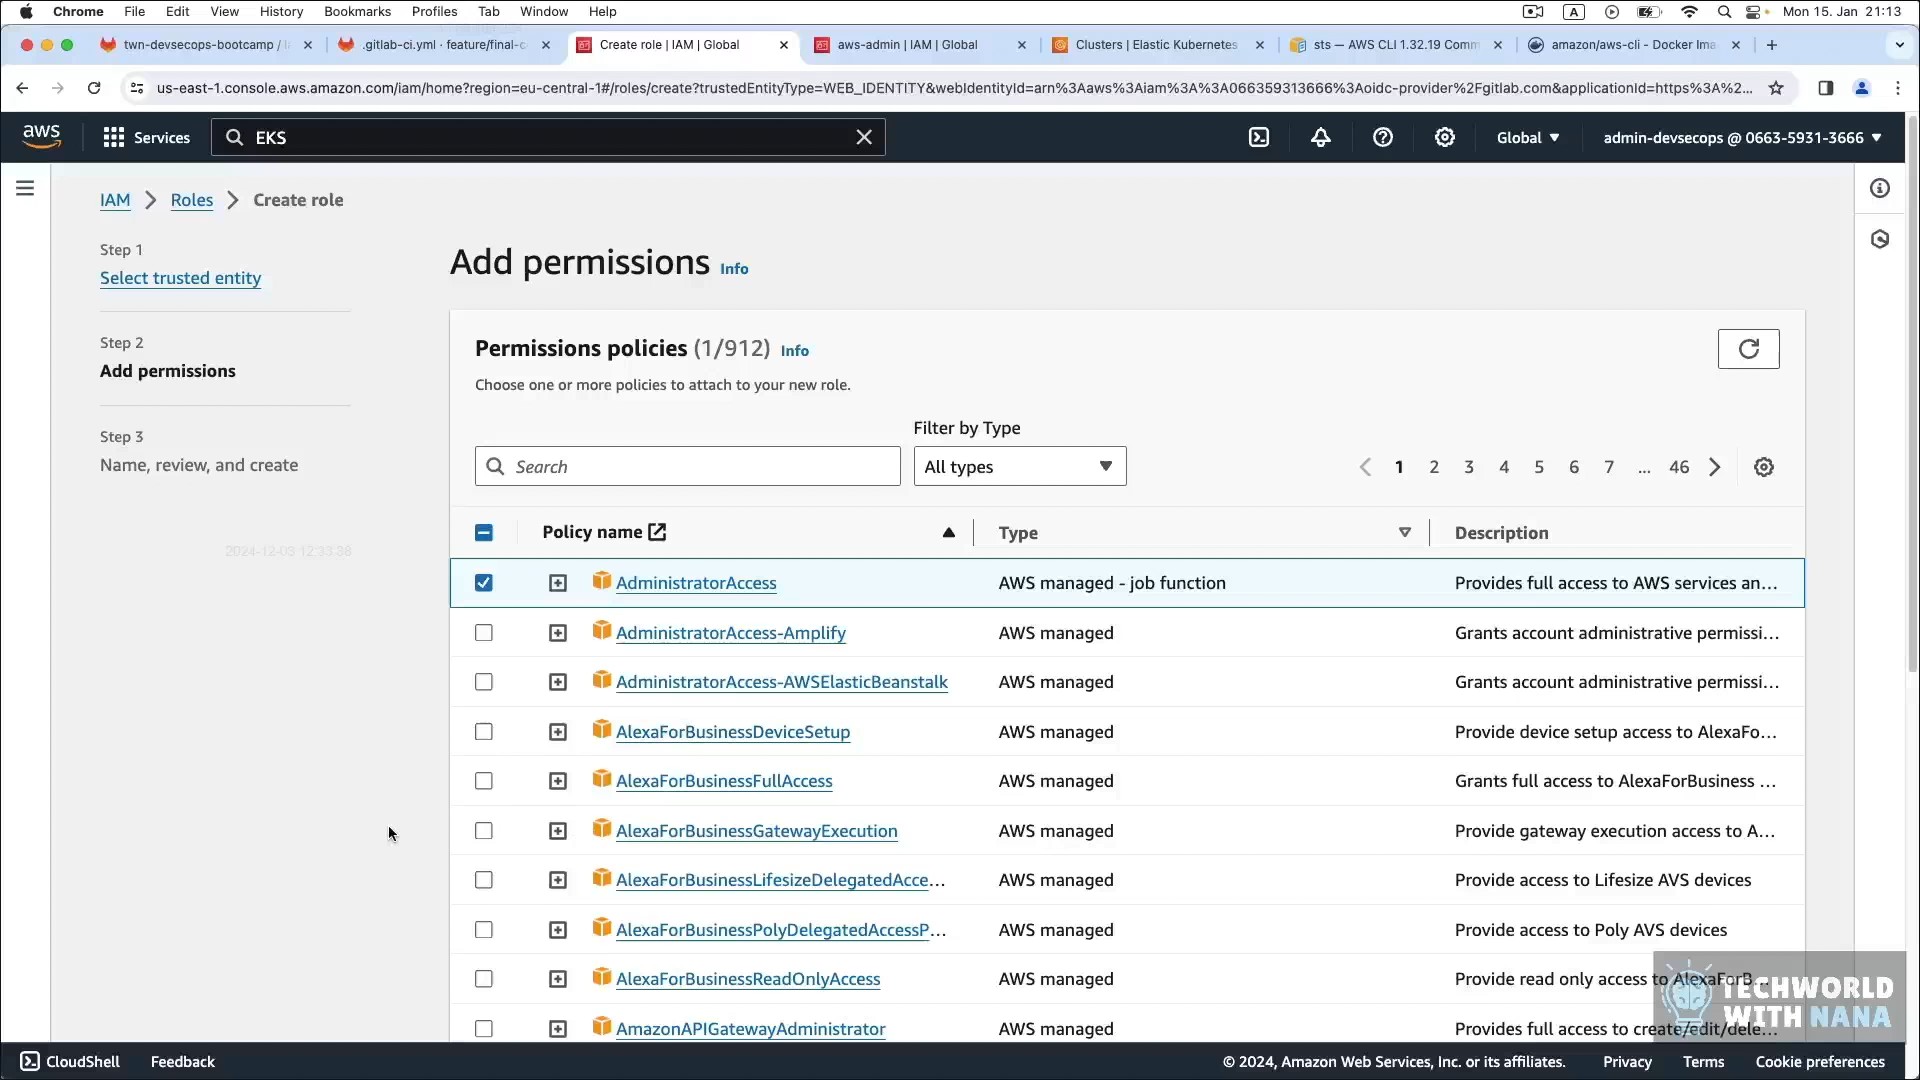 Chrome File Edit View History Bookmarks Profiles Tab Window Help A Mon 15. Jan 21:13
twn-devsecops-bootcamp / .gitlab-ci.yml · feature/final-c Create role | IAM | Global aws-admin | IAM | Global Clusters | Elastic Kubernetes sts — AWS CLI 1.32.19 Comm amazon/aws-cli - Docker Ima
us-east-1.console.aws.amazon.com/iam/home?region=eu-central-1#/roles/create?trustedEntityType=WEB_IDENTITY&webIdentityId=arn%3Aaws%3Aiam%3A%3A066359313666%3Aoidc-provider%2Fgitlab.com&applicationId=https%3A%2...
aws Services EKS Global admin-devsecops @ 0663-5931-3666
IAM Roles Create role
Step 1
Select trusted entity
Step 2
Add permissions
Step 3
Name, review, and create
2024-12-03 12:33:38
Add permissions Info
Permissions policies (1/912) Info
Choose one or more policies to attach to your new role.
Filter by Type
Search All types 1 2 3 4 5 6 7 ... 46
Policy name Type Description
AdministratorAccess AWS managed - job function Provides full access to AWS services an...
AdministratorAccess-Amplify AWS managed Grants account administrative permissi...
AdministratorAccess-AWSElasticBeanstalk AWS managed Grants account administrative permissi...
AlexaForBusinessDeviceSetup AWS managed Provide device setup access to AlexaFo...
AlexaForBusinessFullAccess AWS managed Grants full access to AlexaForBusiness ...
AlexaForBusinessGatewayExecution AWS managed Provide gateway execution access to A...
AlexaForBusinessLifesizeDelegatedAcce... AWS managed Provide access to Lifesize AVS devices
AlexaForBusinessPolyDelegatedAccessP... AWS managed Provide access to Poly AVS devices
AlexaForBusinessReadOnlyAccess AWS managed Provide read only access to AlexaForB...
AmazonAPIGatewayAdministrator AWS managed Provides full access to create/edit/dele...
TECHWORLD
WITH NANA
CloudShell Feedback © 2024, Amazon Web Services, Inc. or its affiliates. Privacy Terms Cookie preferences